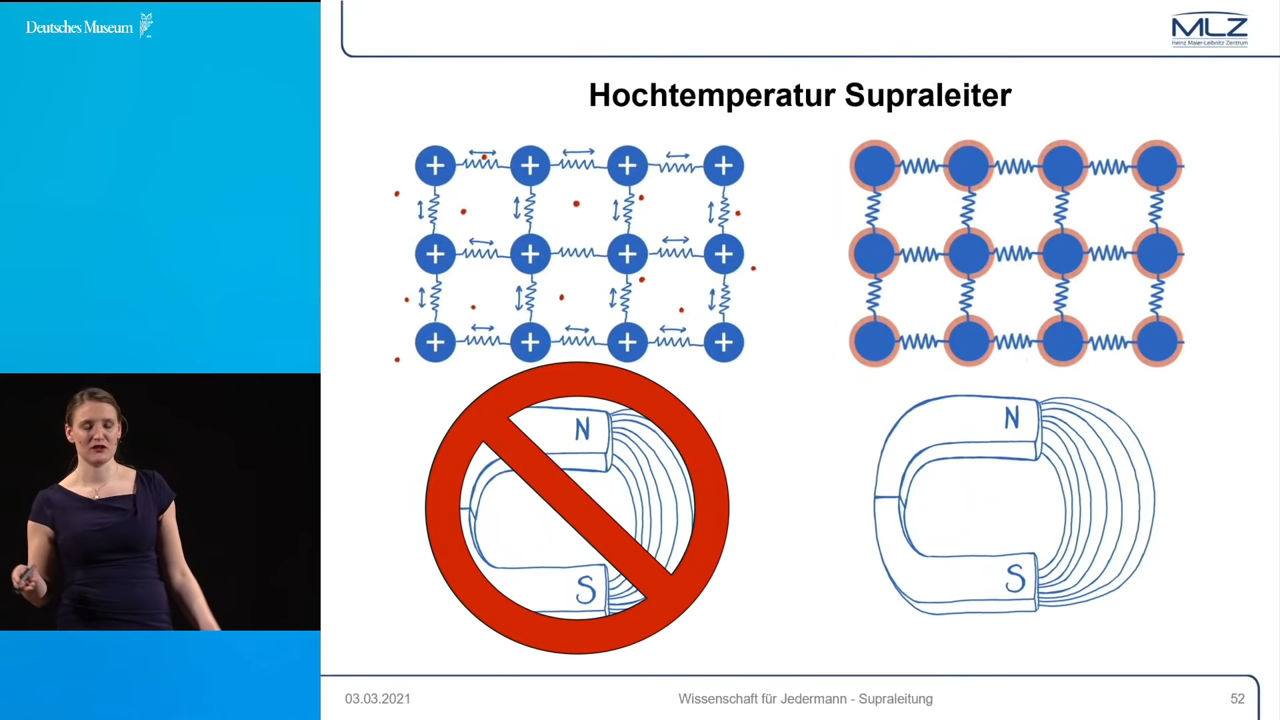 Deutsches Museum
MLZ
Heinz Maier-Leibnitz Zentrum
Hochtemperatur Supraleiter
+ + + +
+ + + +
+ + + +
N
S
N
S
03.03.2021
Wissenschaft für Jedermann - Supraleitung
52